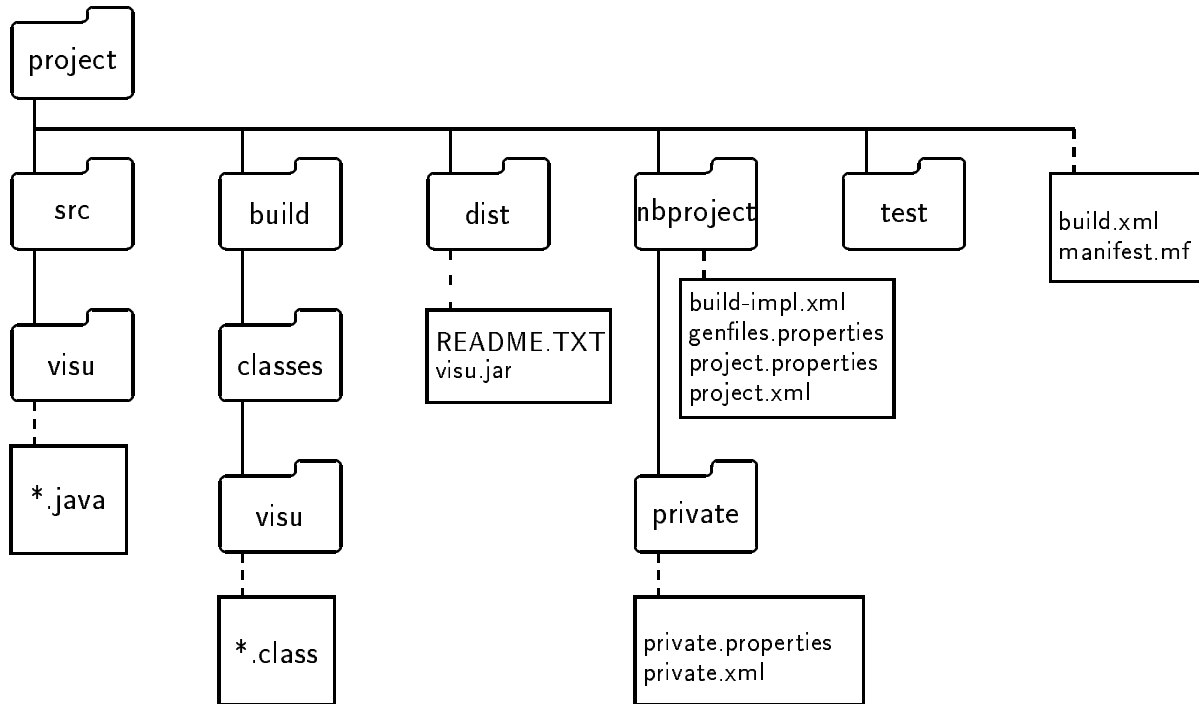 project
src
build
dist
nbproject
test
build.xml
manifest.mf
visu
classes
README.TXT
visu.jar
build-impl.xml
genfiles.properties
project.properties
project.xml
*.java
visu
private
*.class
private.properties
private.xml